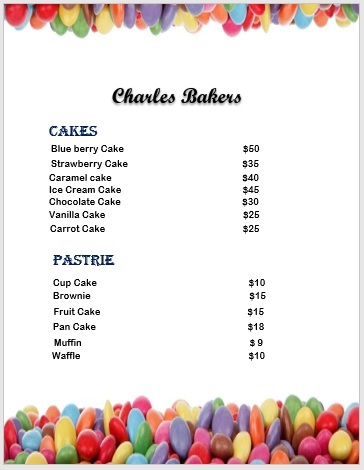 Charles Bakers
CAKES
Blue berry Cake $50
Strawberry Cake $35
Caramel cake $40
Ice Cream Cake $45
Chocolate Cake $30
Vanilla Cake $25
Carrot Cake $25
PASTRIE
Cup Cake $10
Brownie $15
Fruit Cake $15
Pan Cake $18
Muffin $ 9
Waffle $10